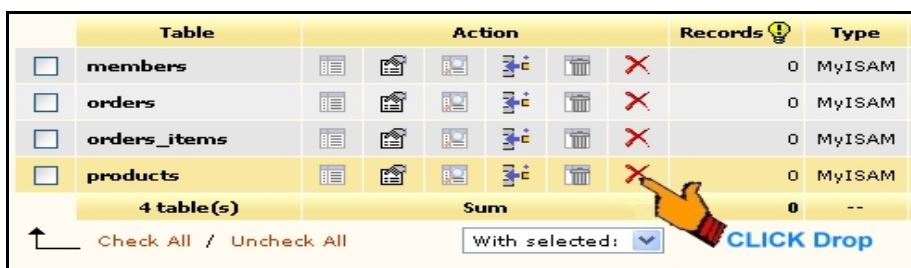 Table Action Records Type
members 0 MyISAM
orders 0 MyISAM
orders_items 0 MyISAM
products 0 MyISAM
4 table(s) Sum 0 --
Check All / Uncheck All With selected: CLICK Drop